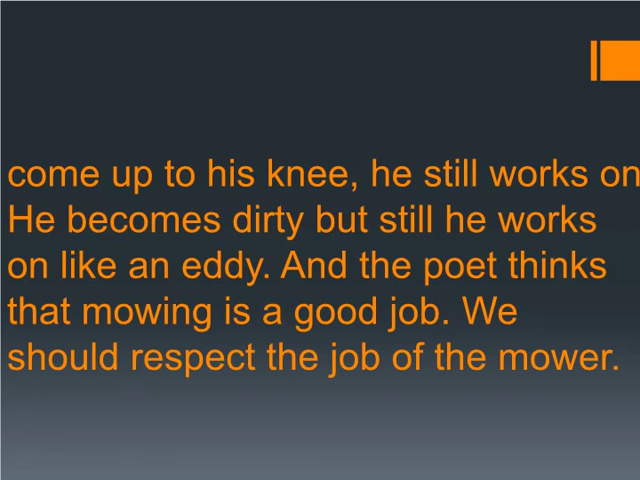 come up to his knee, he still works on
He becomes dirty but still he works
on like an eddy. And the poet thinks
that mowing is a good job. We
should respect the job of the mower.